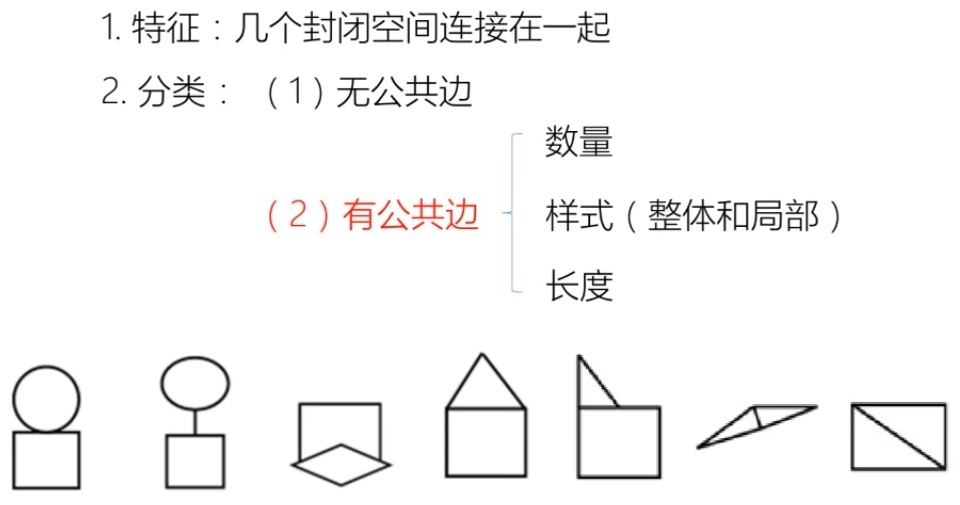 1. 特征：几个封闭空间连接在一起
2. 分类： （1）无公共边
数量
（2）有公共边
样式（整体和局部）
长度